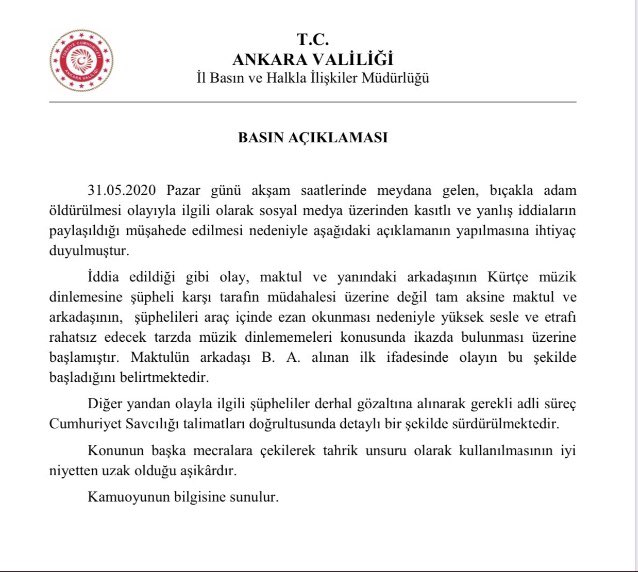 T.C.
ANKARA VALİLİĞİ
İl Basın ve Halkla İlişkiler Müdürlüğü
BASIN AÇIKLAMASI
31.05.2020 Pazar günü akşam saatlerinde meydana gelen, bıçakla adam
öldürülmesi olayıyla ilgili olarak sosyal medya üzerinden kasıtlı ve yanlış iddiaların
paylaşıldığı müşahede edilmesi nedeniyle aşağıdaki açıklamanın yapılmasına ihtiyaç
duyulmuştur.
İddia edildiği gibi olay, maktul ve yanındaki arkadaşının Kürtçe müzik
dinlemesine şüpheli karşı tarafın müdahalesi üzerine değil tam aksine maktul ve
arkadaşının, şüphelileri araç içinde ezan okunması nedeniyle yüksek sesle ve etrafı
rahatsız edecek tarzda müzik dinlememeleri konusunda ikazda bulunması üzerine
başlamıştır. Maktulün arkadaşı B. A. alınan ilk ifadesinde olayın bu şekilde
başladığını belirtmektedir.
Diğer yandan olayla ilgili şüpheliler derhal gözaltına alınarak gerekli adli süreç
Cumhuriyet Savcılığı talimatları doğrultusunda detaylı bir şekilde sürdürülmektedir.
Konunun başka mecralara çekilerek tahrik unsuru olarak kullanılmasının iyi
niyetten uzak olduğu aşikârdır.
Kamuoyunun bilgisine sunulur.